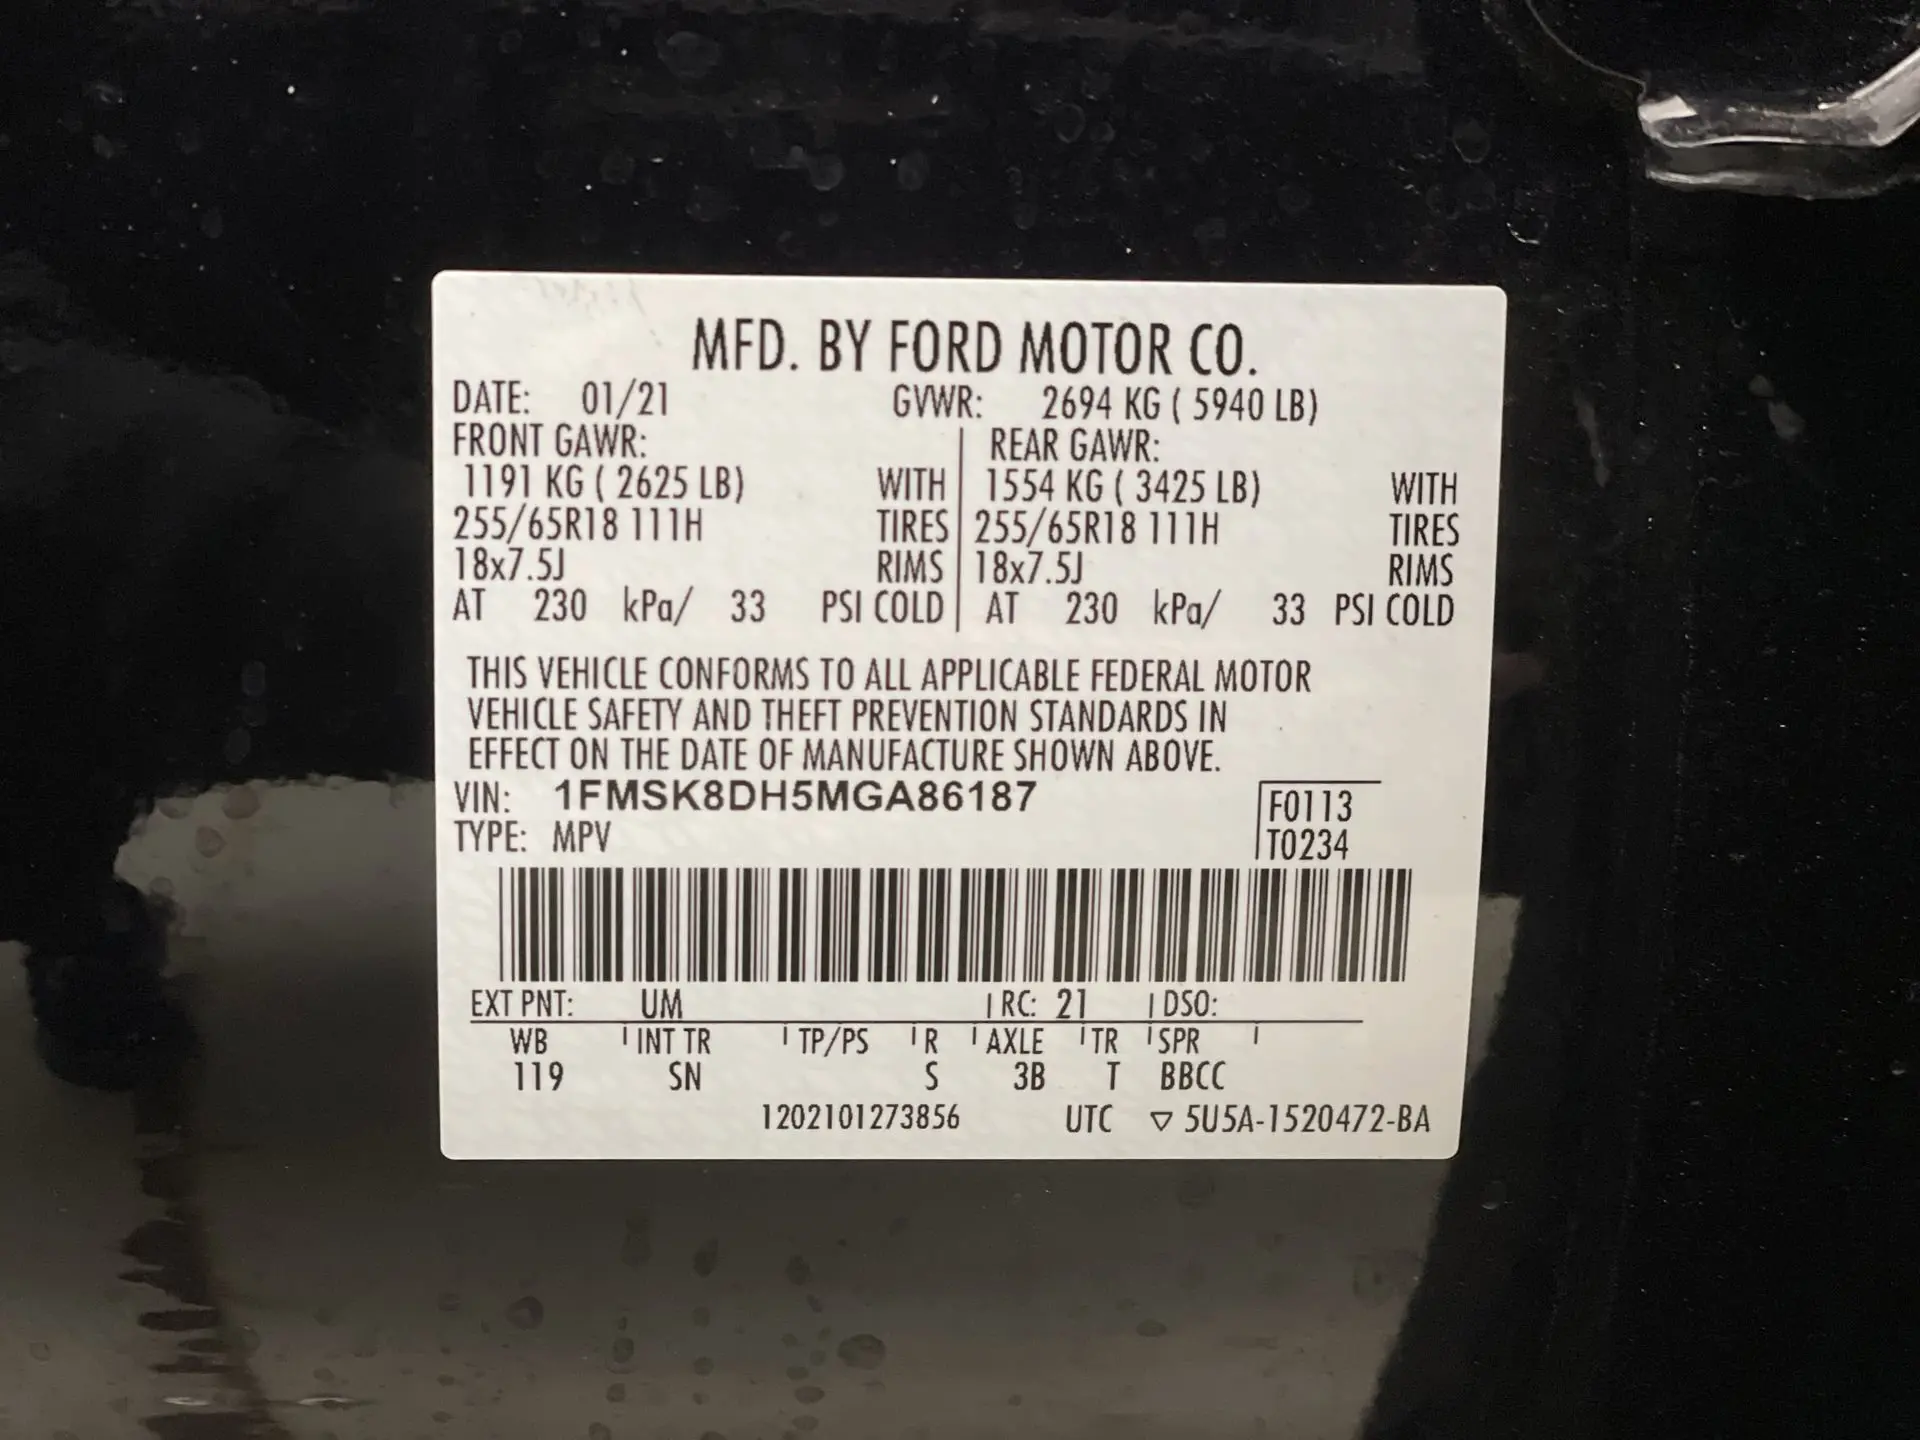 MFD. BY FORD MOTOR CO.
DATE: 01/21 GVWR: 2694 KG ( 5940 LB)
FRONT GAWR: REAR GAWR:
1191 KG ( 2625 LB) WITH 1554 KG ( 3425 LB) WITH
255/65R18 111H TIRES 255/65R18 111H TIRES
18x7.5J RIMS 18x7.5J RIMS
AT 230 kPa/ 33 PSI COLD AT 230 kPa/ 33 PSI COLD
THIS VEHICLE CONFORMS TO ALL APPLICABLE FEDERAL MOTOR
VEHICLE SAFETY AND THEFT PREVENTION STANDARDS IN
EFFECT ON THE DATE OF MANUFACTURE SHOWN ABOVE.
VIN: 1FMSK8DH5MGA86187 F0113
TYPE: MPV T0234
EXT PNT: UM RC: 21 DSO:
WB INT TR TP/PS R AXLE TR SPR
119 SN S 3B T BBCC
1202101273856 UTC ▽ 5U5A-1520472-BA